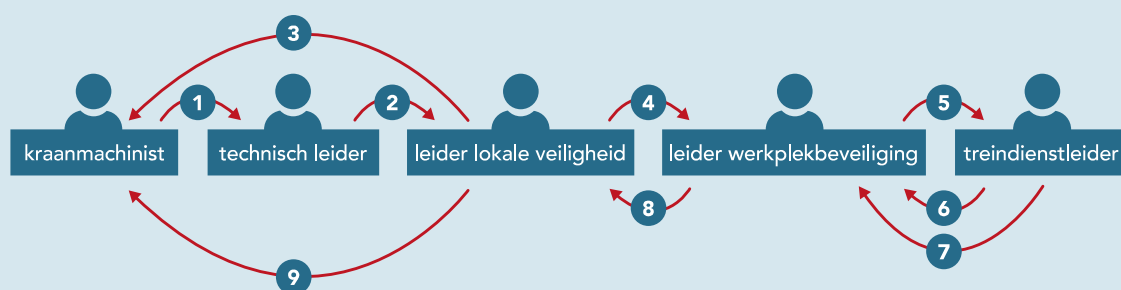 3
1
2
4
5
kraanmachinist
technisch leider
leider lokale veiligheid
leider werkplekbeveiliging
treindienstleider
8
6
7
9